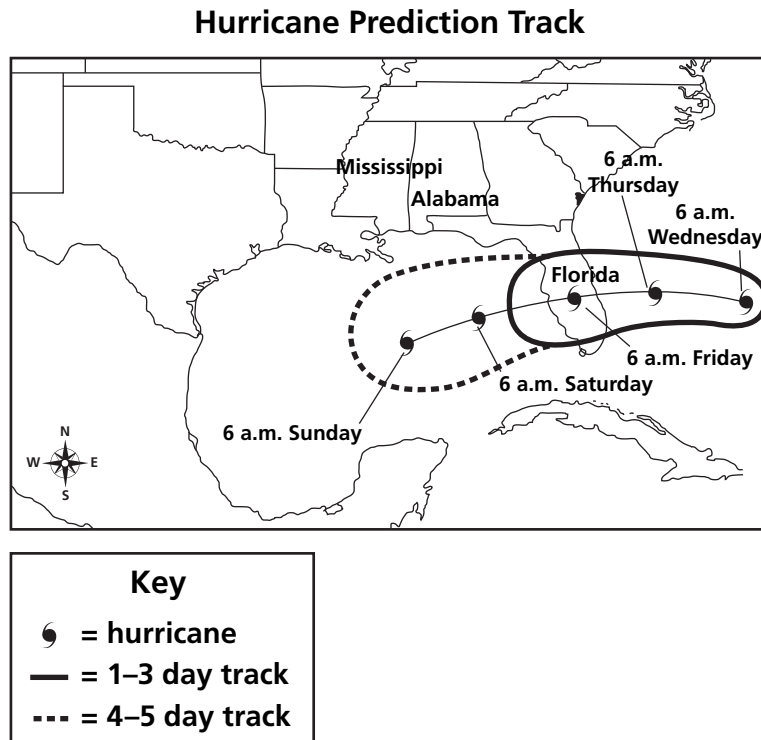 Hurricane Prediction Track
Mississippi
Alabama
6 a.m.
Thursday
6 a.m.
Wednesday
Florida
6 a.m. Friday
6 a.m. Saturday
6 a.m. Sunday
N
W E
S
Key
= hurricane
= 1–3 day track
= 4–5 day track